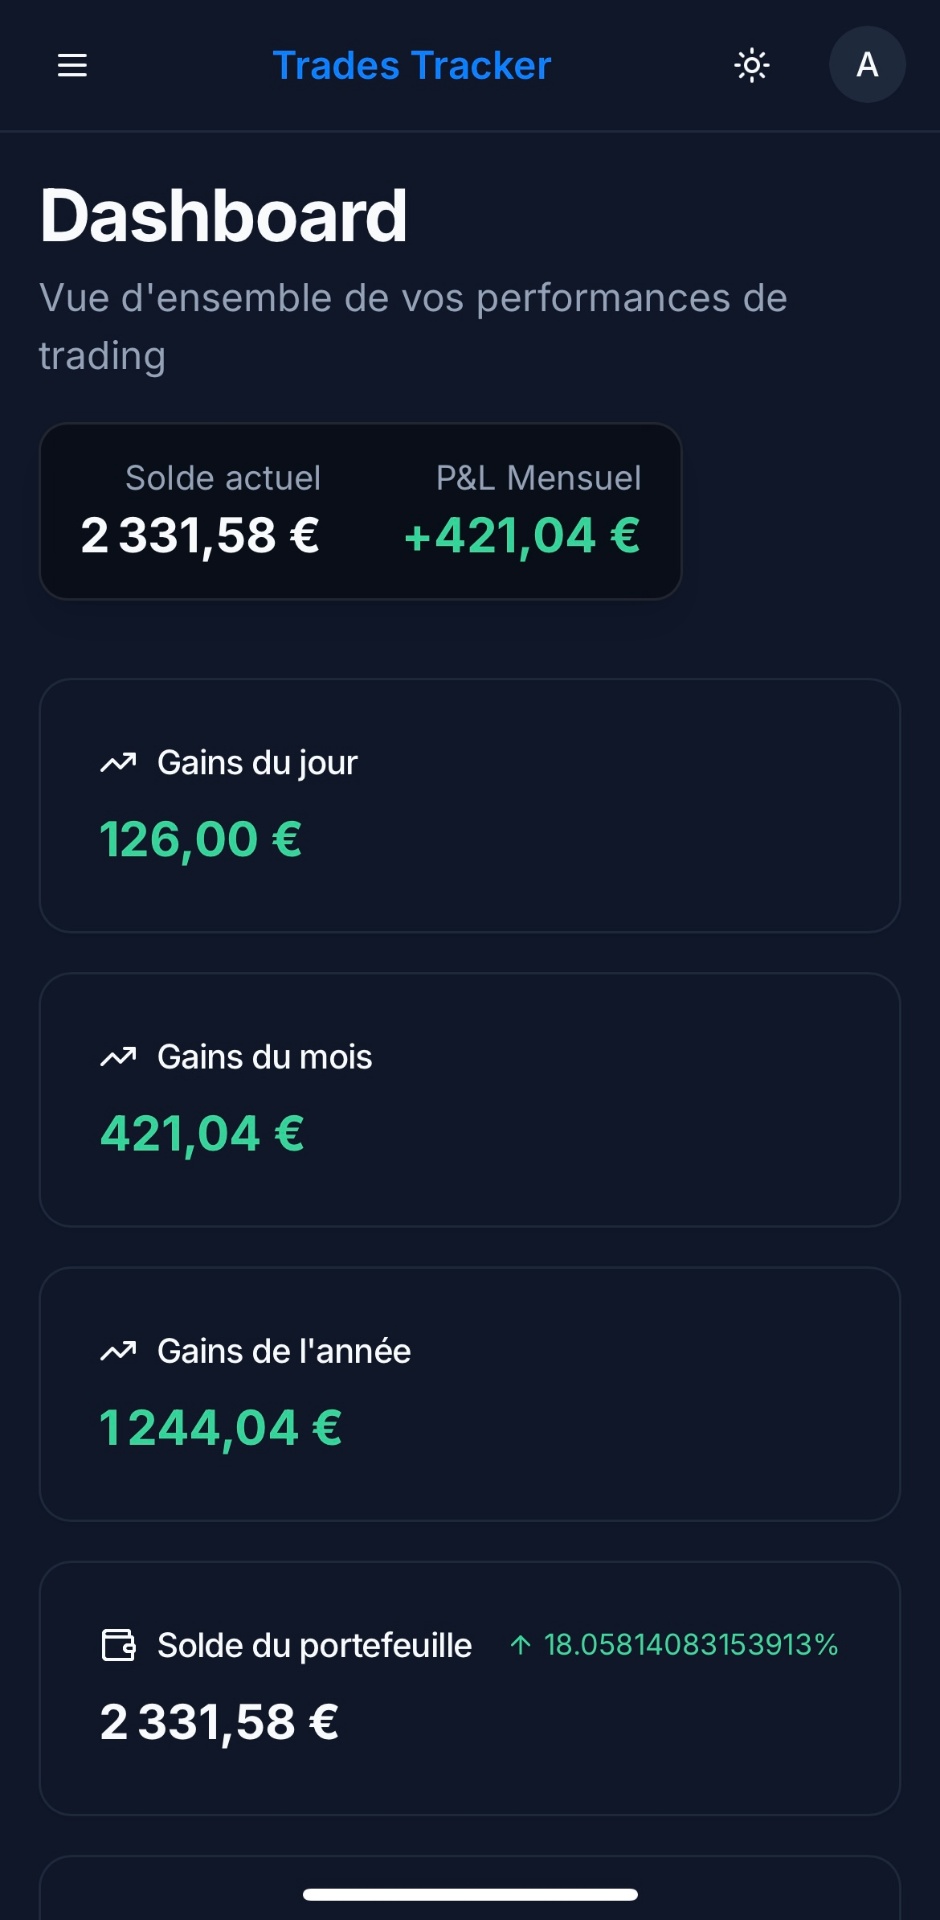 Trades Tracker
A
Dashboard
Vue d'ensemble de vos performances de
trading
Solde actuel
2 331,58 €
P&L Mensuel
+421,04 €
Gains du jour
126,00 €
Gains du mois
421,04 €
Gains de l'année
1 244,04 €
Solde du portefeuille
↑ 18.05814083153913%
2 331,58 €